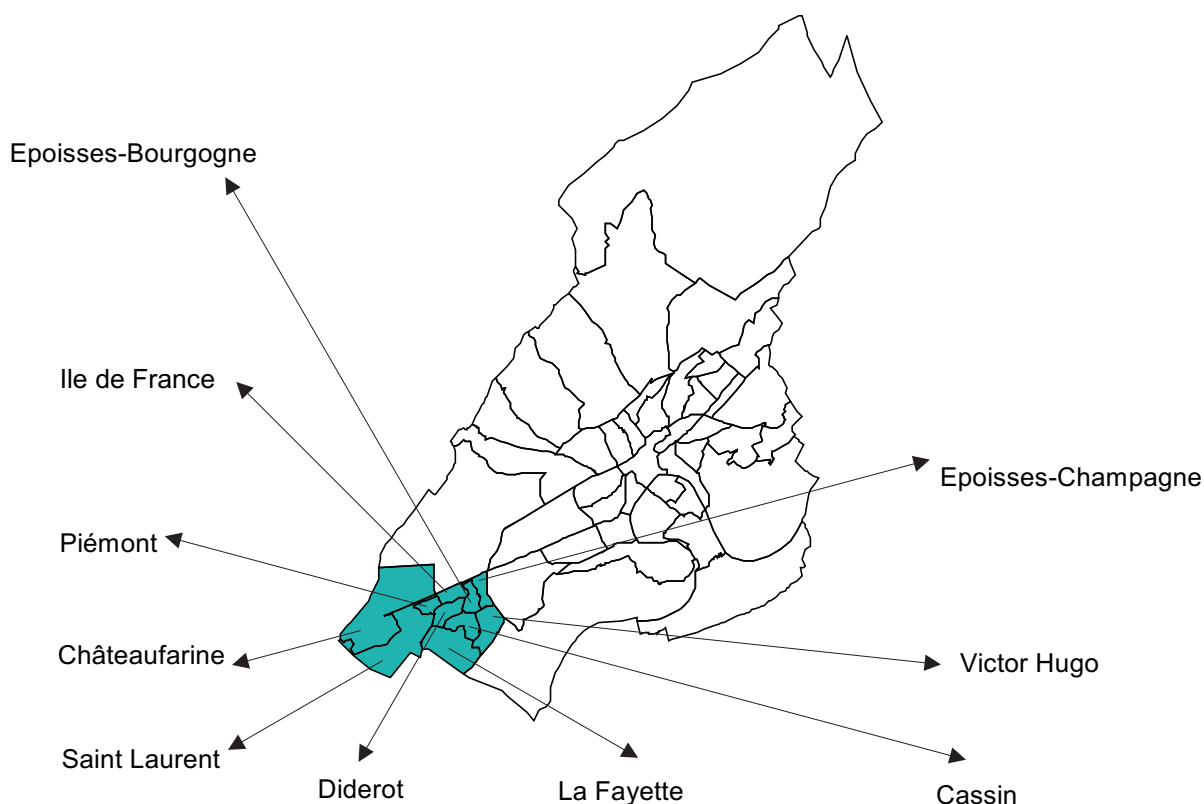 Epoisses-Bourgogne
Ile de France
Epoisses-Champagne
Piémont
Châteaufarine
Victor Hugo
Saint Laurent
Diderot
La Fayette
Cassin